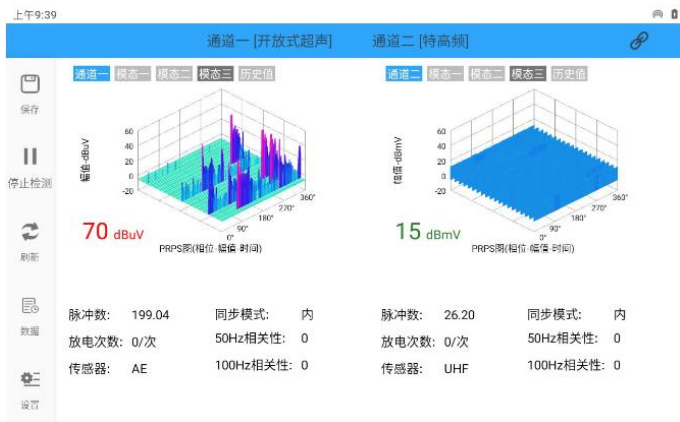 上午9:39
通道一 [开放式超声] 通道二 [特高频]
保存
停止检测
刷新
数据
设置
通道一 模态一 模态二 模态三 历史值
幅值-dBuV
60
40
20
0
-20
0°
90°
180°
270°
360°
70 dBuV
PRPS图(相位-幅值-时间)
脉冲数: 199.04 同步模式: 内
放电次数: 0/次 50Hz相关性: 0
传感器: AE 100Hz相关性: 0
通道二 模态一 模态二 模态三 历史值
幅值-dBmV
60
40
20
0
-20
0°
90°
180°
270°
360°
15 dBmV
PRPS图(相位-幅值-时间)
脉冲数: 26.20 同步模式: 内
放电次数: 0/次 50Hz相关性: 0
传感器: UHF 100Hz相关性: 0